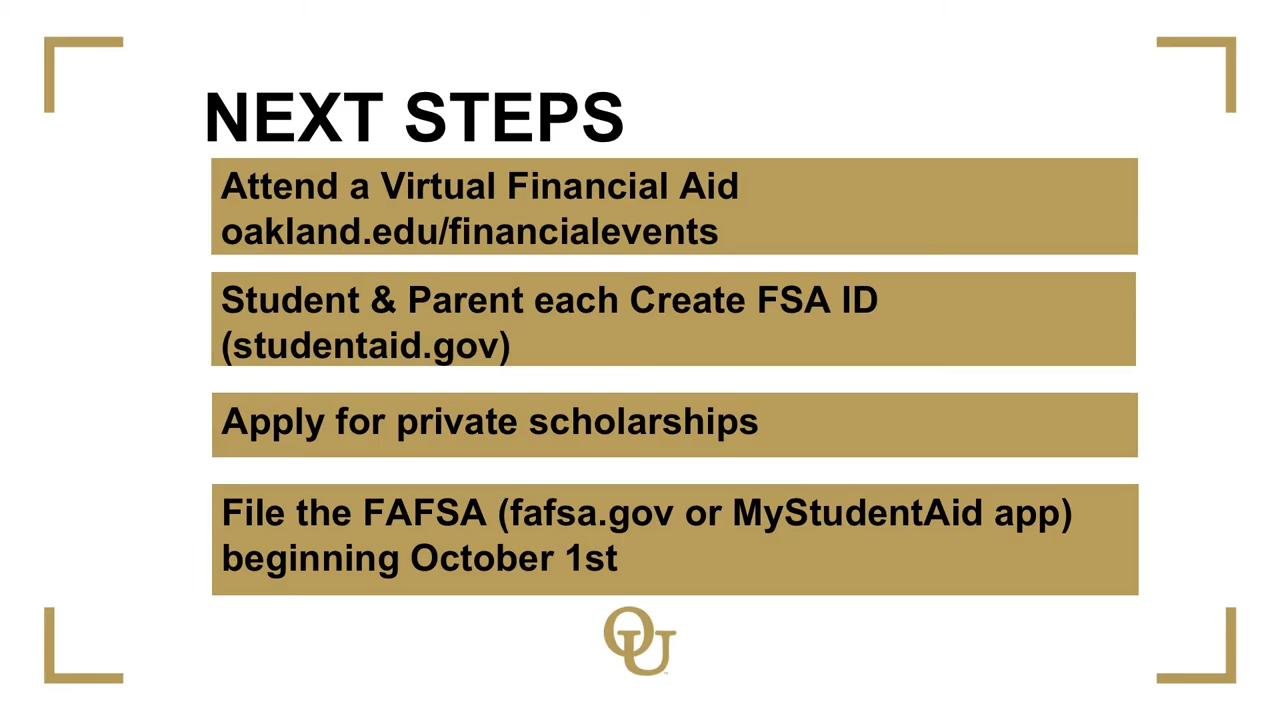 NEXT STEPS
Attend a Virtual Financial Aid
oakland.edu/financialevents
Student & Parent each Create FSA ID
(studentaid.gov)
Apply for private scholarships
File the FAFSA (fafsa.gov or MyStudentAid app)
beginning October 1st
OU